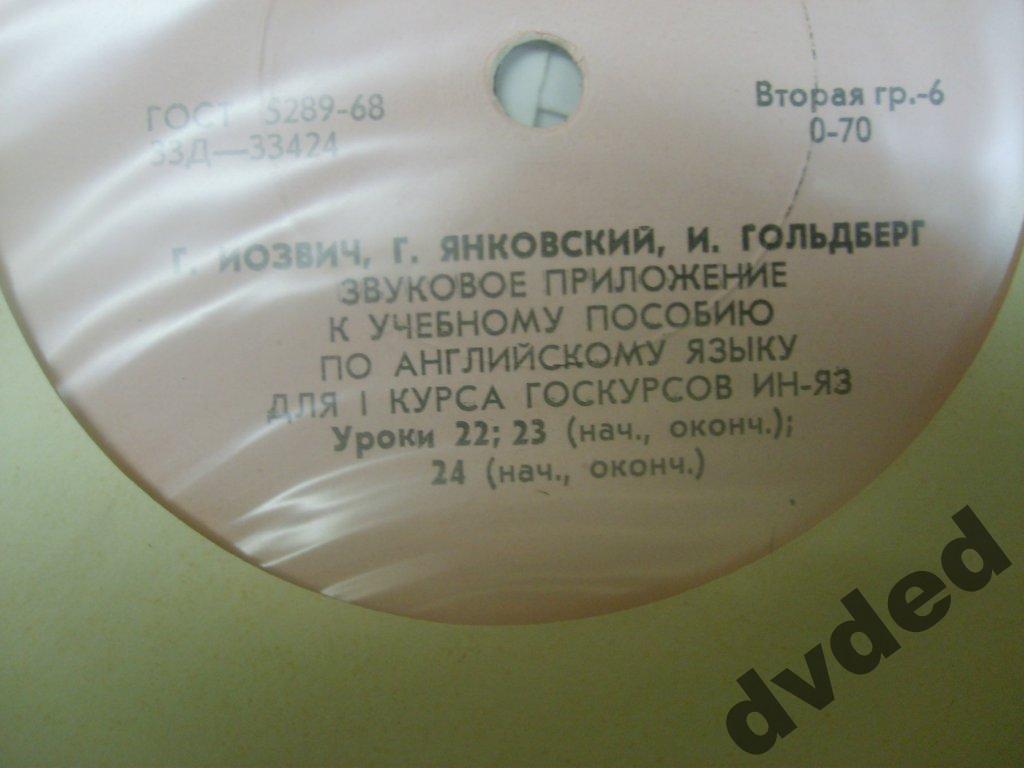 ГОСТ 5289-68
33Д—33424
Вторая гр.-6
0-70
Г. ИОЗВИЧ, Г. ЯНКОВСКИЙ, И. ГОЛЬДБЕРГ
ЗВУКОВОЕ ПРИЛОЖЕНИЕ
К УЧЕБНОМУ ПОСОБИЮ
ПО АНГЛИЙСКОМУ ЯЗЫКУ
ДЛЯ I КУРСА ГОСКУРСОВ ИН-ЯЗ
Уроки 22; 23 (нач., оконч.);
24 (нач., оконч.)
dvded